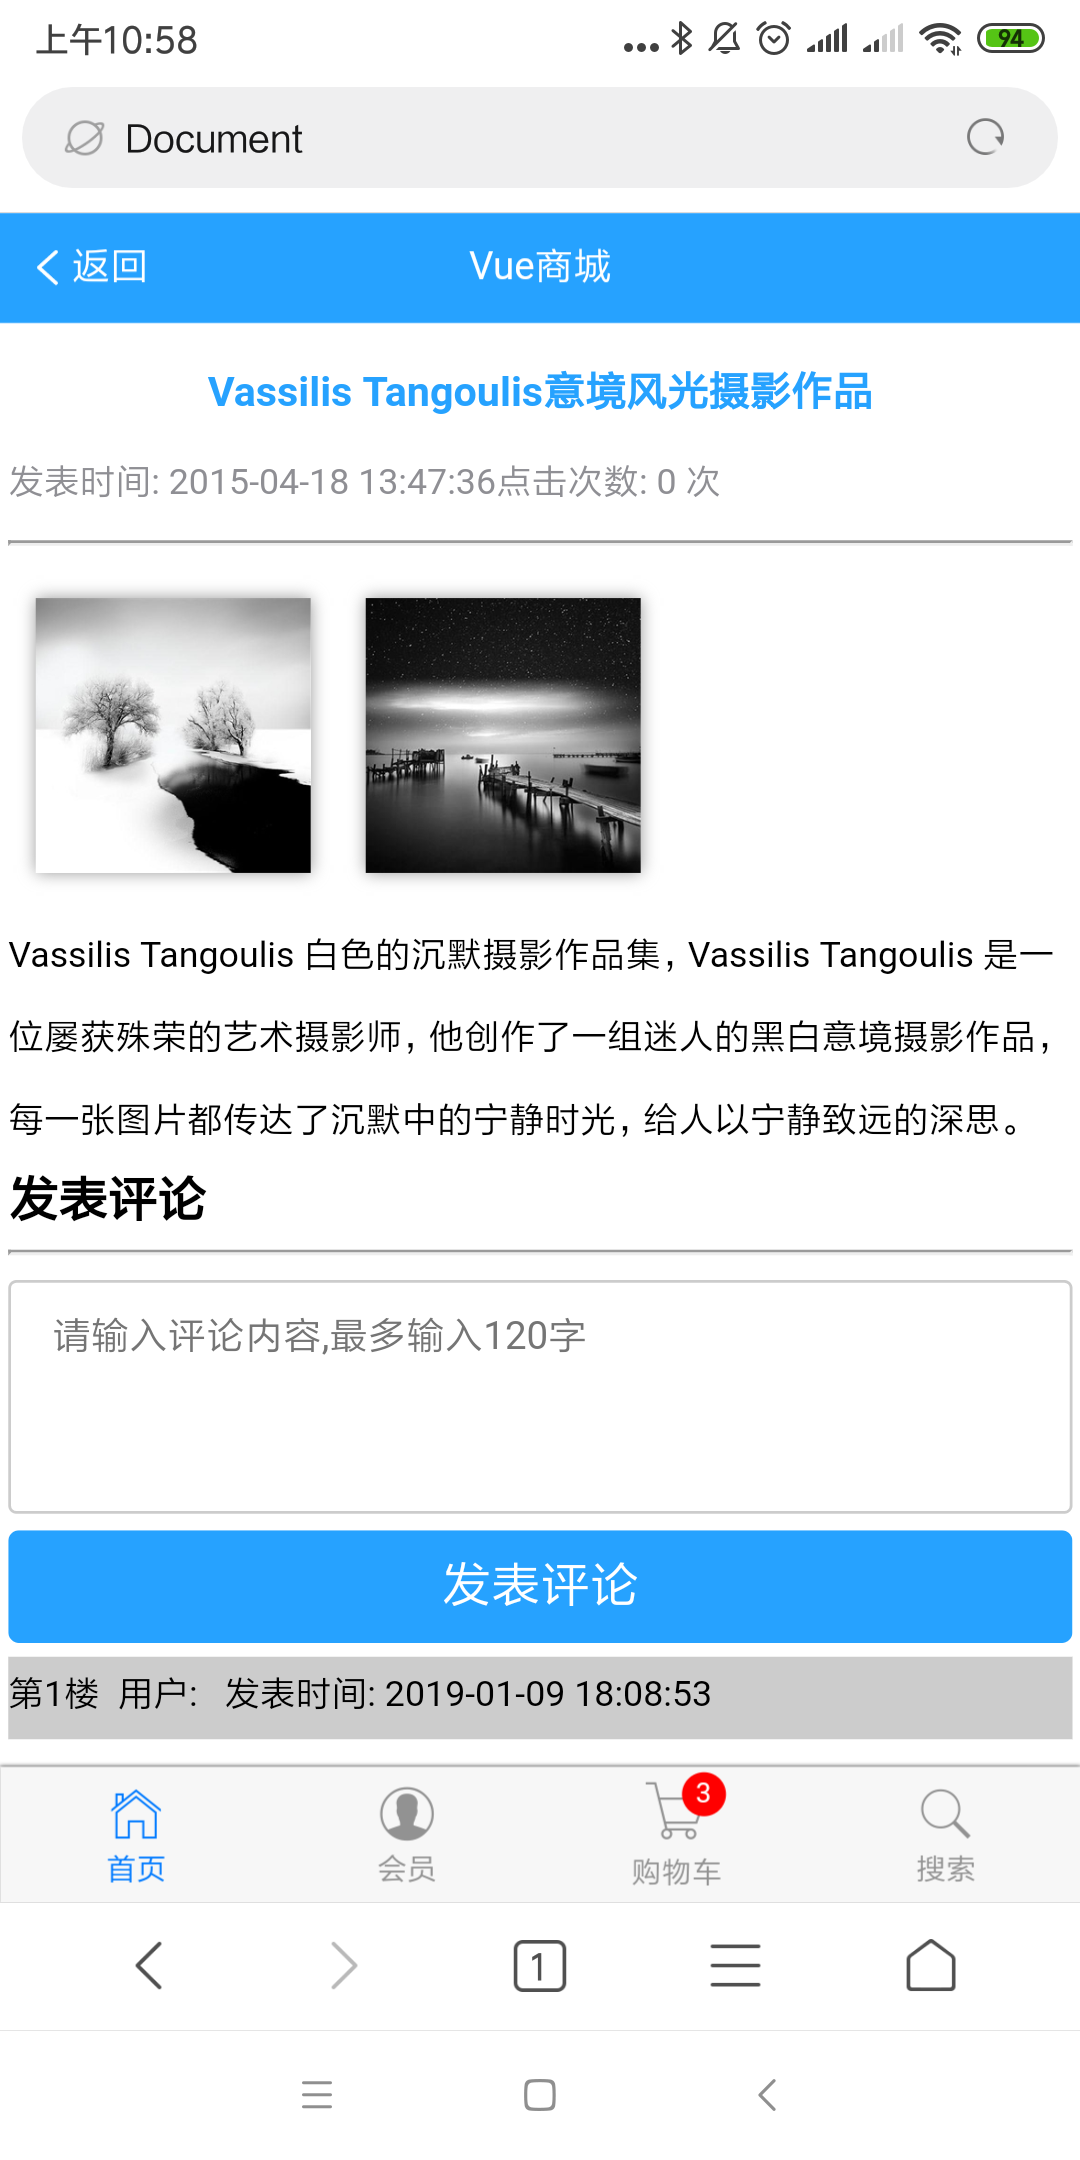 上午10:58
94
Document
返回
Vue商城
Vassilis Tangoulis意境风光摄影作品
发表时间: 2015-04-18 13:47:36点击次数: 0 次
Vassilis Tangoulis 白色的沉默摄影作品集，Vassilis Tangoulis 是一
位屡获殊荣的艺术摄影师，他创作了一组迷人的黑白意境摄影作品，
每一张图片都传达了沉默中的宁静时光，给人以宁静致远的深思。
发表评论
请输入评论内容,最多输入120字
发表评论
第1楼 用户: 发表时间: 2019-01-09 18:08:53
3
首页 会员 购物车 搜索
1